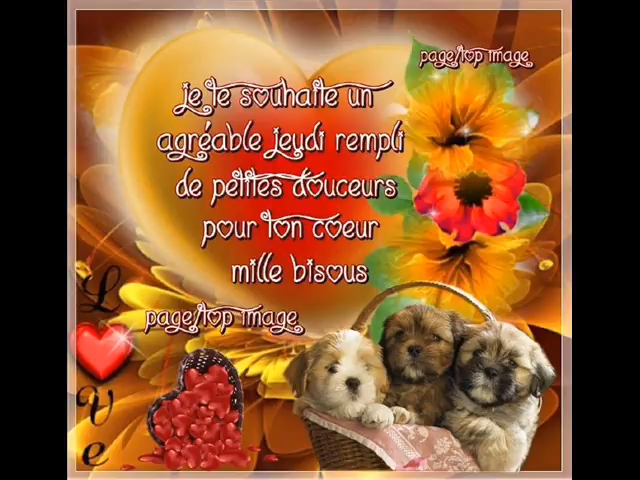 page/top image
je te souhaite un
agréable jeudi rempli
de petites douceurs
pour ton coeur
mille bisous
page/top image
L
ve